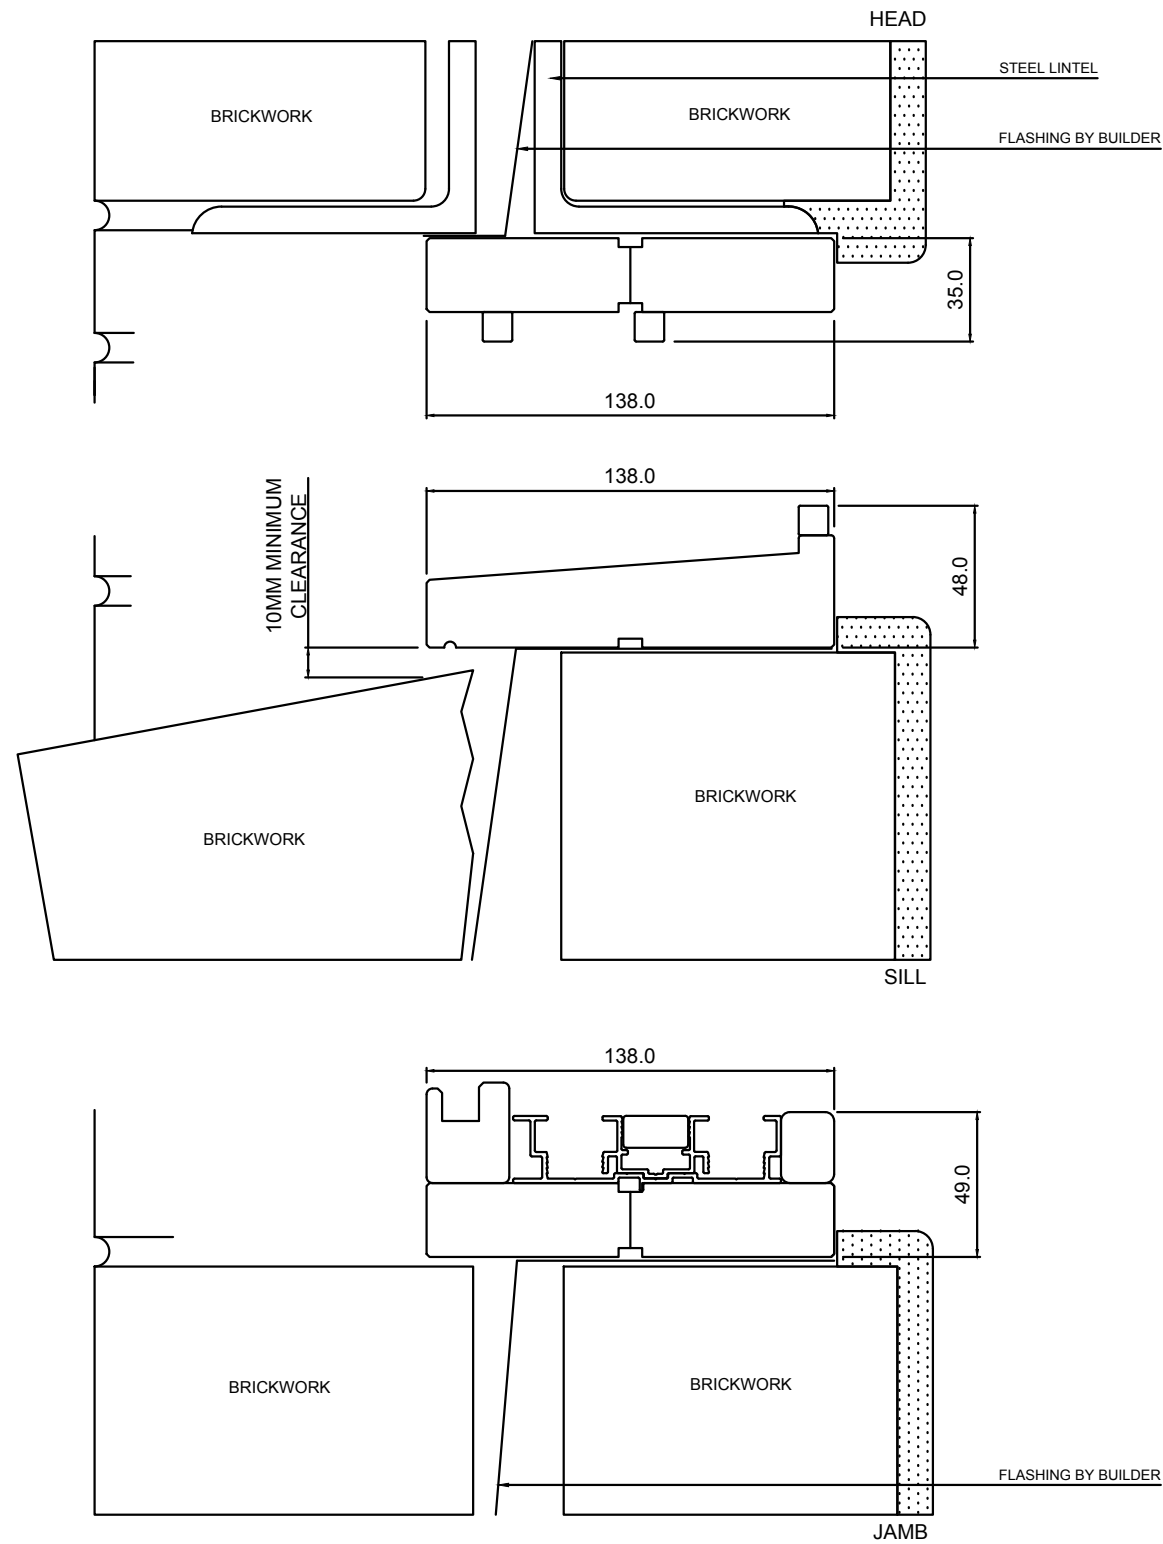 HEAD
STEEL LINTEL
BRICKWORK
BRICKWORK
FLASHING BY BUILDER
35.0
138.0
138.0
10MM MINIMUM
CLEARANCE
48.0
BRICKWORK
BRICKWORK
SILL
138.0
49.0
BRICKWORK
BRICKWORK
FLASHING BY BUILDER
JAMB